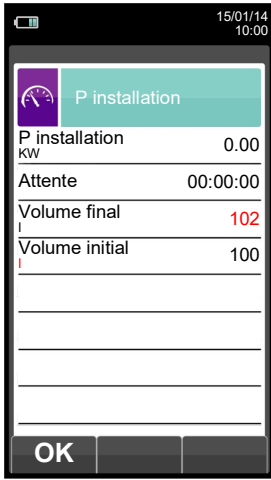 15/01/14
10:00
P installation
P installation 0.00
KW
Attente 00:00:00
Volume final 102
l
Volume initial 100
l
OK